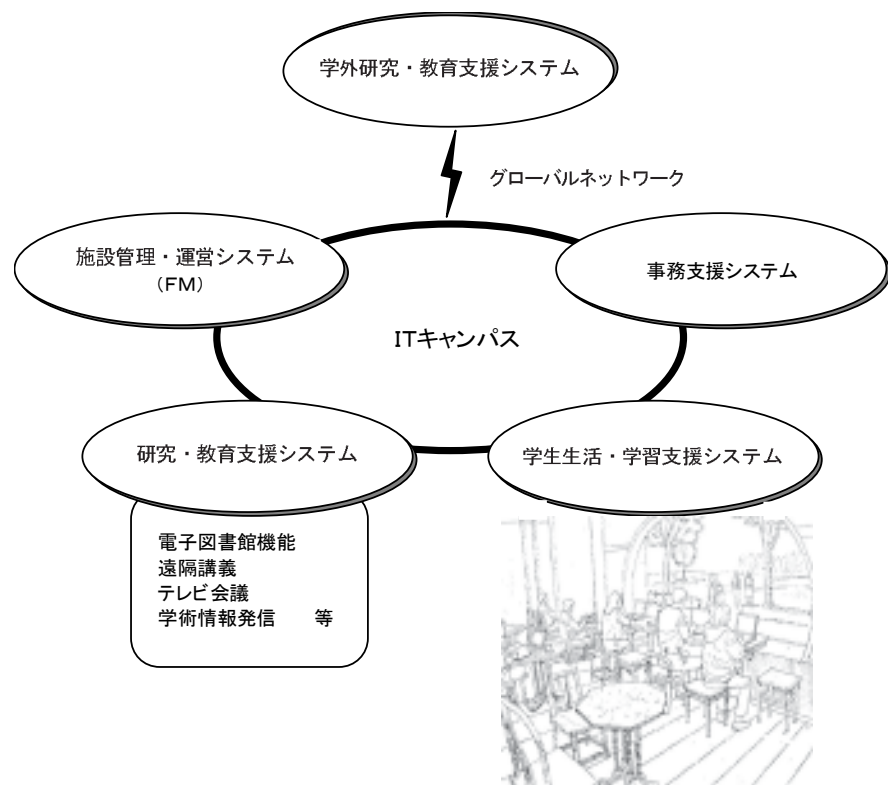 学外研究・教育支援システム
グローバルネットワーク
施設管理・運営システム
(FM)
事務支援システム
ITキャンパス
研究・教育支援システム
学生生活・学習支援システム
電子図書館機能
遠隔講義
テレビ会議
学術情報発信　　等